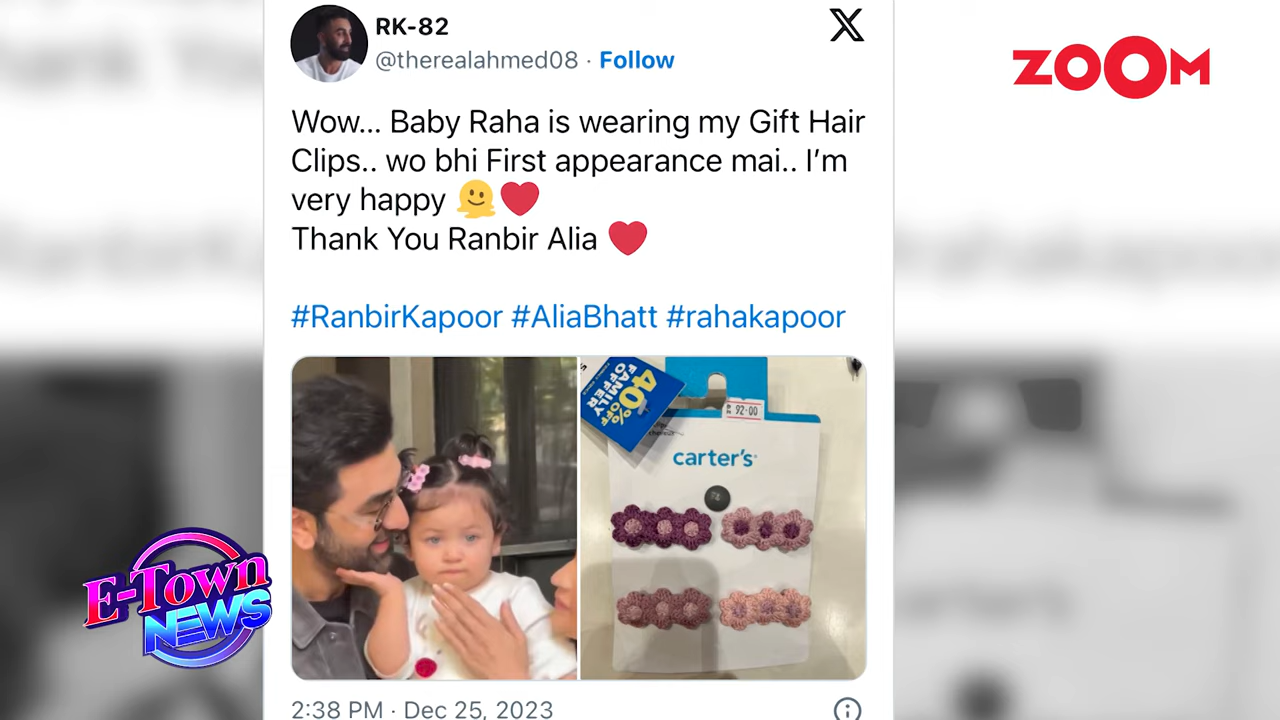 RK-82
@therealahmed08 · Follow
X
ZOOM
Wow... Baby Raha is wearing my Gift Hair
Clips.. wo bhi First appearance mai.. I'm
very happy 🫠❤️
Thank You Ranbir Alia ❤️
#RanbirKapoor #AliaBhatt #rahakapoor
40%
OFF
FAMILY
OFFER
92.00
carter's
E-TOWN
NEWS
2:38 PM · Dec 25, 2023